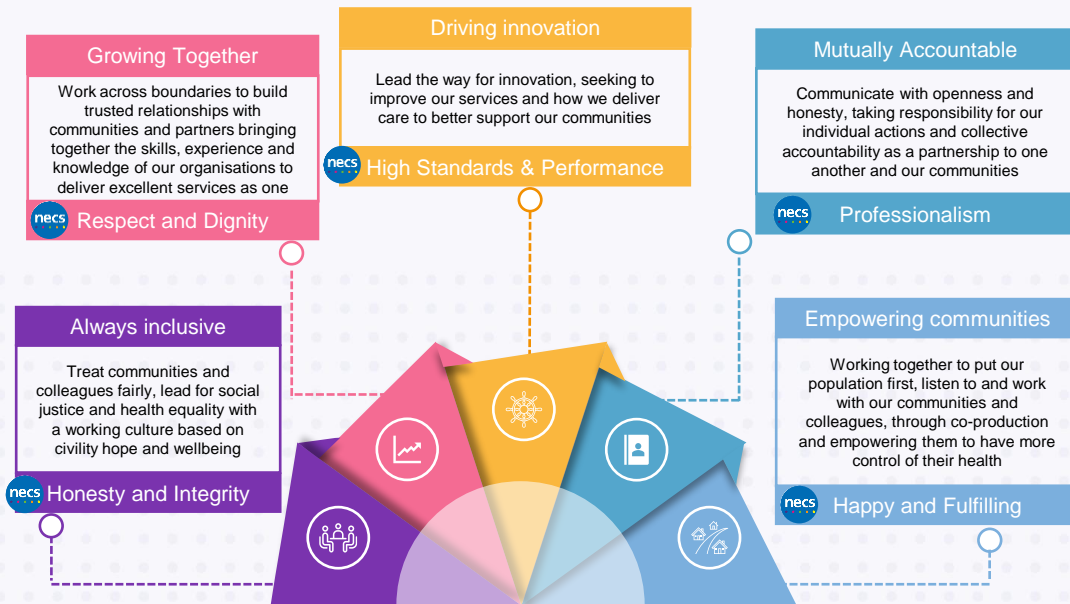 Growing Together
Work across boundaries to build
trusted relationships with
communities and partners bringing
together the skills, experience and
knowledge of our organisations to
deliver excellent services as one
necs
Respect and Dignity
Driving innovation
Lead the way for innovation, seeking to
improve our services and how we deliver
care to better support our communities
necs
High Standards & Performance
Mutually Accountable
Communicate with openness and
honesty, taking responsibility for our
individual actions and collective
accountability as a partnership to one
another and our communities
necs
Professionalism
Always inclusive
Treat communities and
colleagues fairly, lead for social
justice and health equality with
a working culture based on
civility hope and wellbeing
necs
Honesty and Integrity
Empowering communities
Working together to put our
population first, listen to and work
with our communities and
colleagues, through co-production
and empowering them to have more
control of their health
necs
Happy and Fulfilling